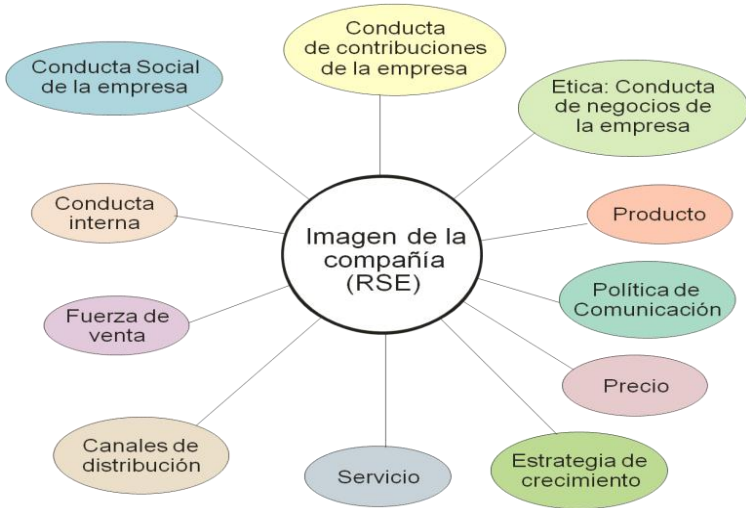 Conducta
de contribuciones
de la empresa
Conducta Social
de la empresa
Etica: Conducta
de negocios de
la empresa
Conducta
interna
Imagen de la
compañía
(RSE)
Producto
Política de
Comunicación
Fuerza de
venta
Precio
Canales de
distribución
Servicio
Estrategia de
crecimiento